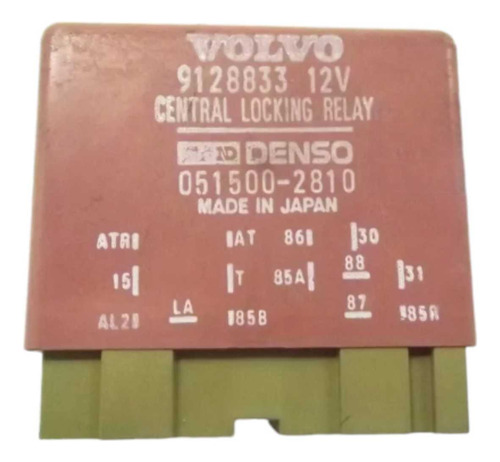 VOLVO
9128833 12V
CENTRAL LOCKING RELAY
ND DENSO
051500-2810
MADE IN JAPAN
ATR AT 86 30
15 T 85A 88 31
AL2 LA 85B 87 85R